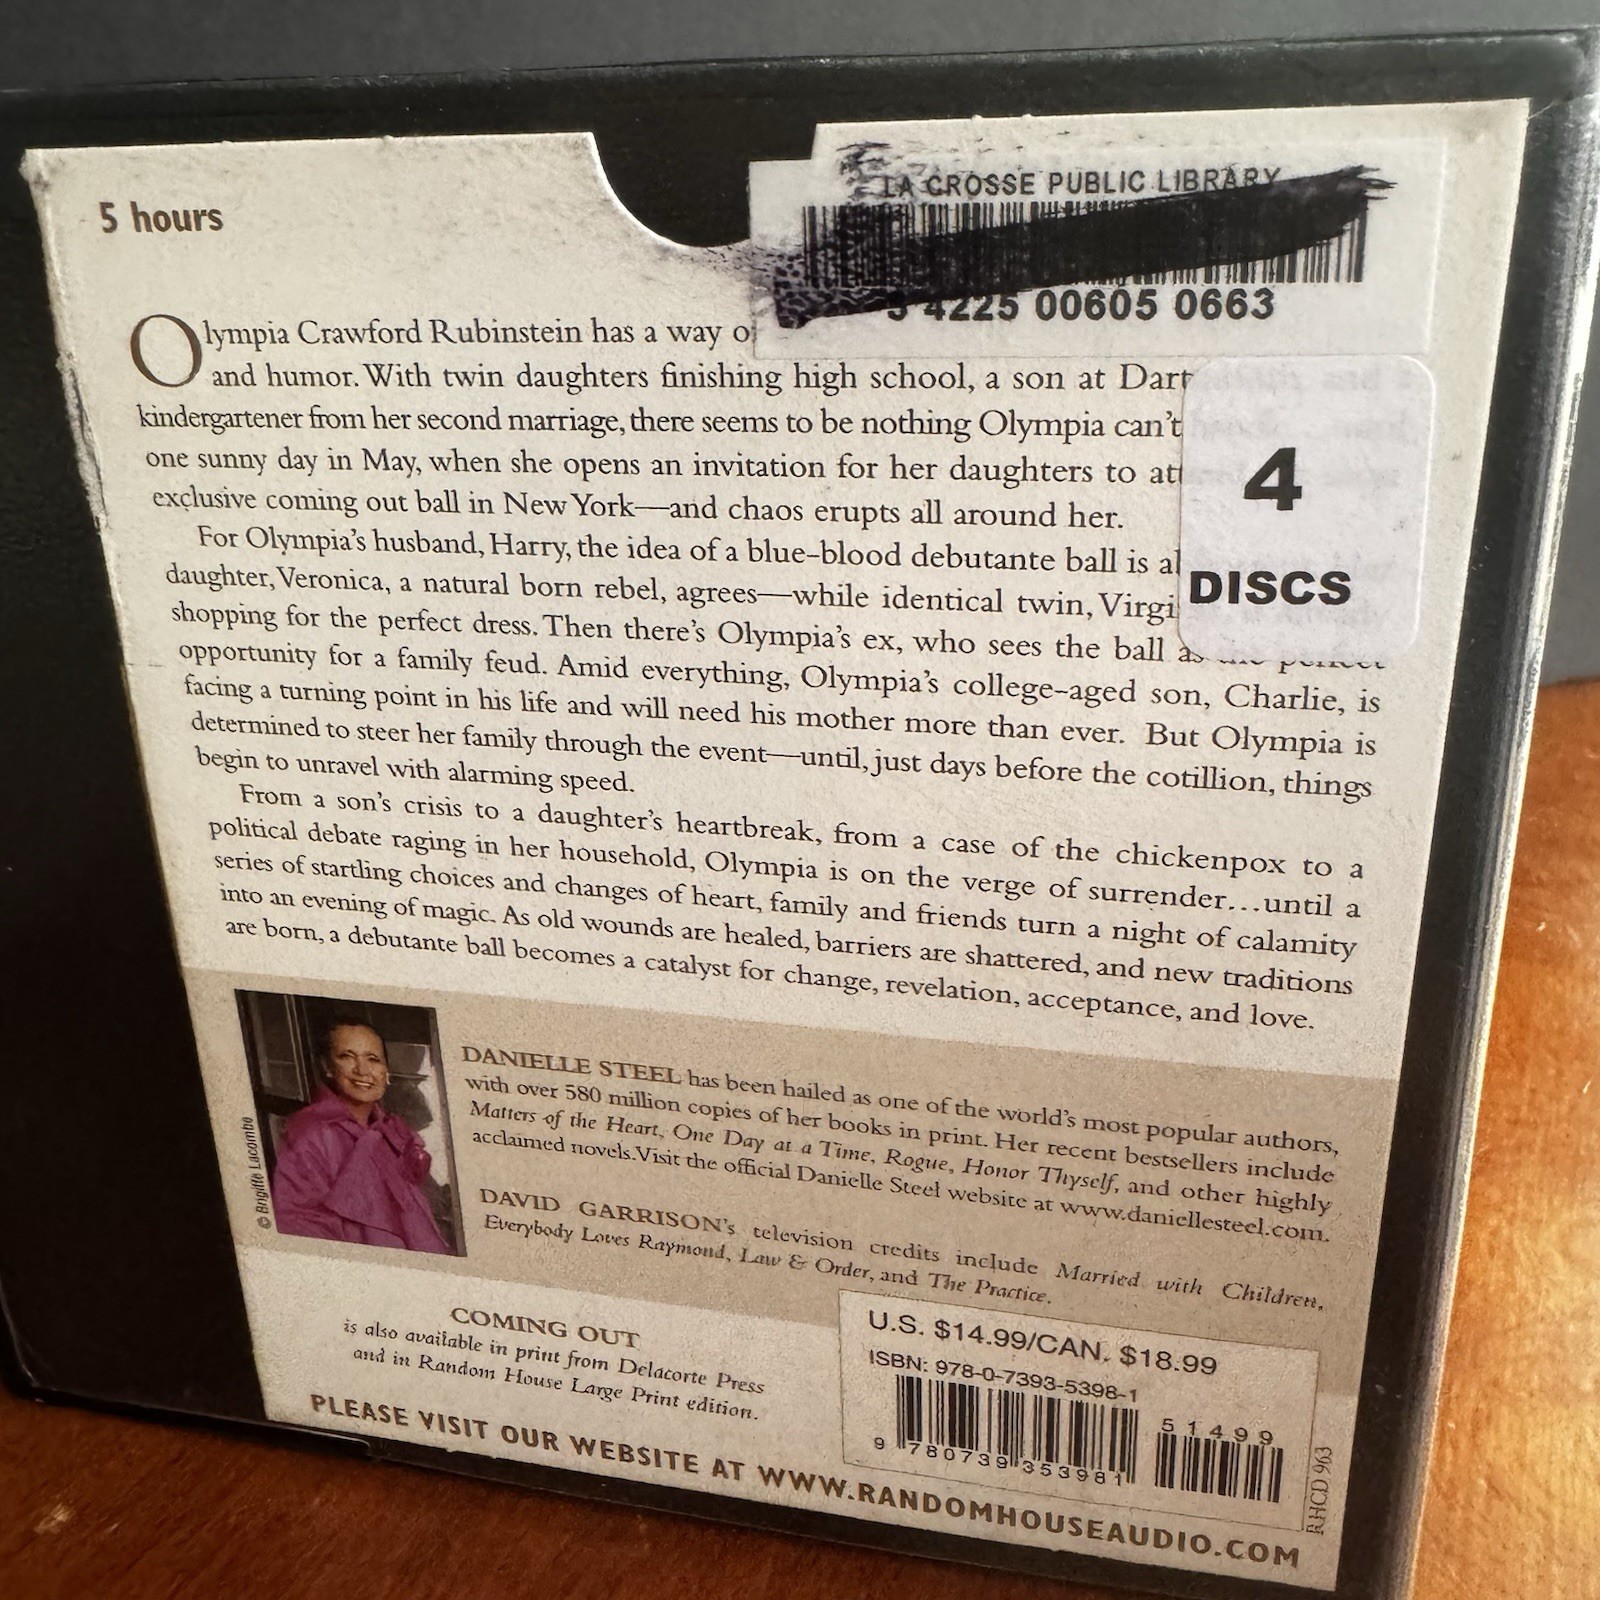 5 hours
LA CROSSE PUBLIC LIBRARY
4225 00605 0663
Olympia Crawford Rubinstein has a way
and humor. With twin daughters finishing high school, a son at
kindergartener from her second marriage, there seems to be nothing Olympia can't
one sunny day in May, when she opens an invitation for her daughters to
exclusive coming out ball in New York—and chaos erupts all around her.
4
DISCS
For Olympia's husband, Harry, the idea of a blue-blood debutante ball is
daughter, Veronica, a natural born rebel, agrees—while identical twin,
shopping for the perfect dress. Then there's Olympia's ex, who sees the ball
opportunity for a family feud. Amid everything, Olympia's college-aged son, Charlie, is
facing a turning point in his life and will need his mother more than ever. But Olympia is
determined to steer her family through the event—until, just days before the cotillion, things
begin to unravel with alarming speed.
From a son's crisis to a daughter's heartbreak, from a case of the chickenpox to a
political debate raging in her household, Olympia is on the verge of surrender...until a
series of startling choices and changes of heart, family and friends turn a night of calamity
into an evening of magic. As old wounds are healed, barriers are shattered, and new traditions
are born, a debutante ball becomes a catalyst for change, revelation, acceptance, and love.
© Brigitte Lacombe
DANIELLE STEEL has been hailed as one of the world's most popular authors,
with over 580 million copies of her books in print. Her recent bestsellers include
Matters of the Heart, One Day at a Time, Rogue, Honor Thyself, and other highly
acclaimed novels. Visit the official Danielle Steel website at www.daniellesteel.com.
DAVID GARRISON's television credits include Married with Children,
Everybody Loves Raymond, Law & Order, and The Practice.
COMING OUT
is also available in print from Delacorte Press
and in Random House Large Print edition.
U.S. $14.99/CAN. $18.99
ISBN: 978-0-7393-5398-1
51499
9 780739 353981
RHCD 963
PLEASE VISIT OUR WEBSITE AT WWW.RANDOMHOUSEAUDIO.COM